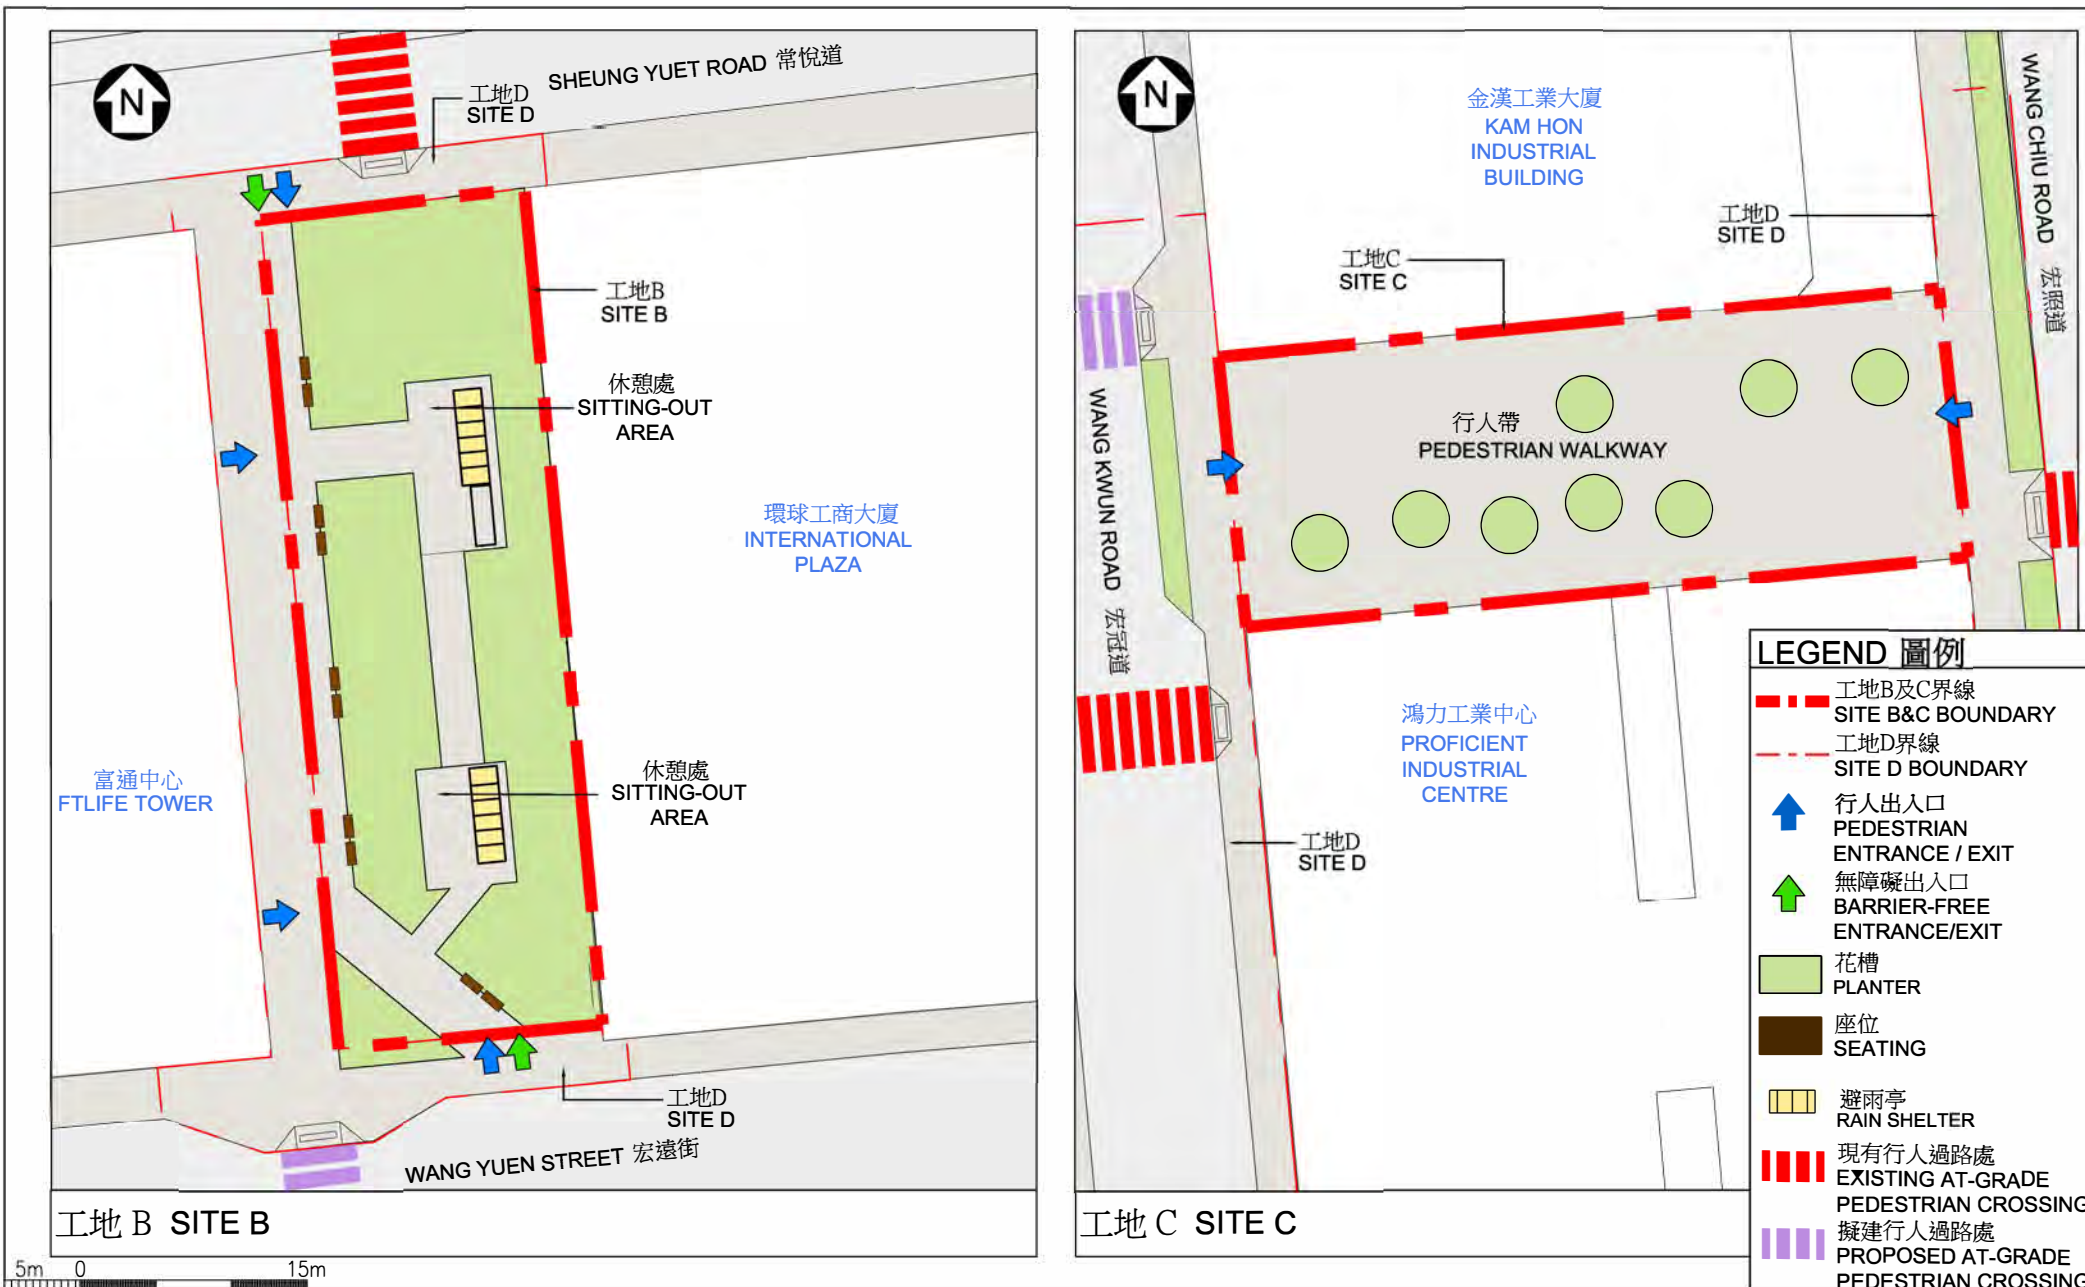 N
SHEUNG YUET ROAD 常悅道
工地D
SITE D
工地B
SITE B
休憩處
SITTING-OUT
AREA
環球工商大廈
INTERNATIONAL
PLAZA
富通中心
FTLIFE TOWER
休憩處
SITTING-OUT
AREA
工地D
SITE D
WANG YUEN STREET 宏遠街
工地 B SITE B
5m 0 15m
N
金漢工業大廈
KAM HON
INDUSTRIAL
BUILDING
WANG CHIU ROAD 宏照道
工地D
SITE D
工地C
SITE C
行人帶
PEDESTRIAN WALKWAY
WANG KWUN ROAD 宏冠道
鴻力工業中心
PROFICIENT
INDUSTRIAL
CENTRE
工地D
SITE D
工地 C SITE C
LEGEND 圖例
工地B及C界線
SITE B&C BOUNDARY
工地D界線
SITE D BOUNDARY
行人出入口
PEDESTRIAN
ENTRANCE / EXIT
無障礙出入口
BARRIER-FREE
ENTRANCE/EXIT
花槽
PLANTER
座位
SEATING
避雨亭
RAIN SHELTER
現有行人過路處
EXISTING AT-GRADE
PEDESTRIAN CROSSING
擬建行人過路處
PROPOSED AT-GRADE
PEDESTRIAN CROSSING